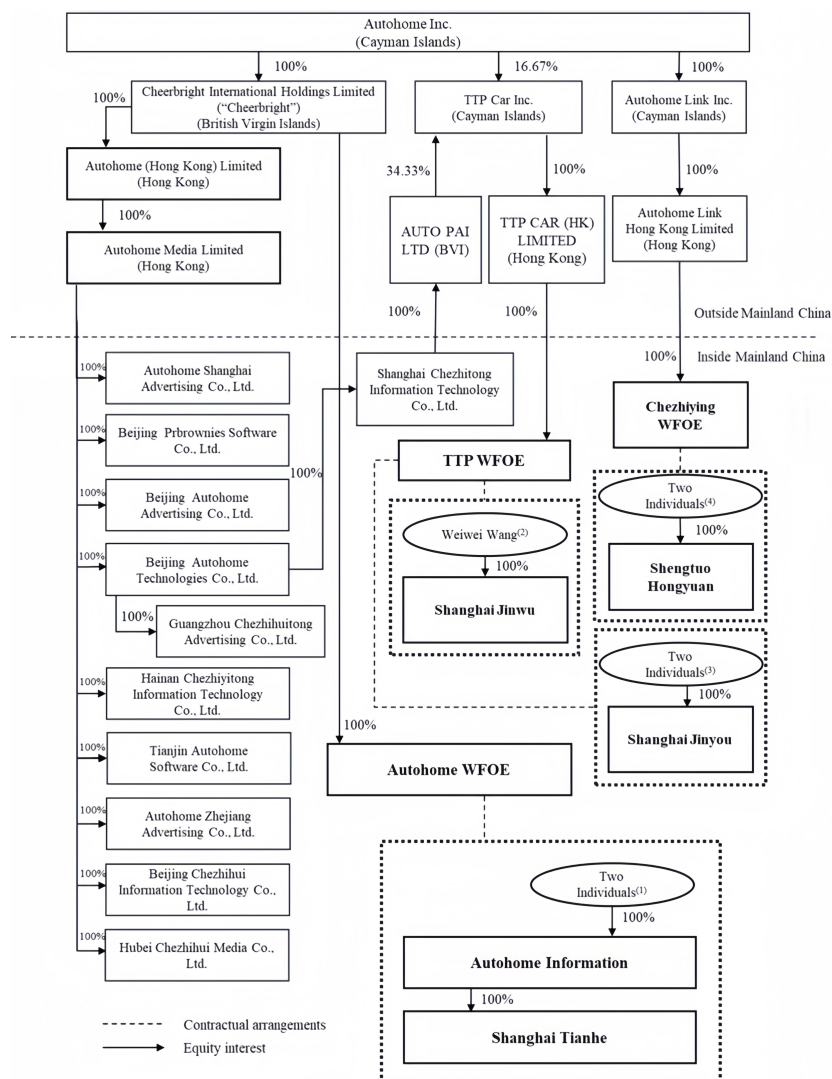 Autohome Inc.
(Cayman Islands)
100%
16.67%
100%
Cheerbright International Holdings Limited
("Cheerbright")
(British Virgin Islands)
TTP Car Inc.
(Cayman Islands)
Autohome Link Inc.
(Cayman Islands)
100%
Autohome (Hong Kong) Limited
(Hong Kong)
34.33%
100%
100%
100%
Autohome Media Limited
(Hong Kong)
AUTO PAI
LTD (BVI)
TTP CAR (HK)
LIMITED
(Hong Kong)
Autohome Link
Hong Kong Limited
(Hong Kong)
100%
100%
Outside Mainland China
100%
Inside Mainland China
100%
Autohome Shanghai
Advertising Co., Ltd.
Shanghai Chezhitong
Information Technology
Co., Ltd.
Chezhiying
WFOE
100%
Beijing Prbrownies Software
Co., Ltd.
100%
TTP WFOE
100%
Beijing Autohome
Advertising Co., Ltd.
Two
Individuals(4)
100%
Weiwei Wang(2)
100%
Shengtuo
Hongyuan
100%
Beijing Autohome
Technologies Co., Ltd.
Shanghai Jinwu
100%
Guangzhou Chezhihuitong
Advertising Co., Ltd.
Two
Individuals(3)
100%
Shanghai Jinyou
100%
Hainan Chezhiyitong
Information Technology
Co., Ltd.
100%
Autohome WFOE
100%
Tianjin Autohome
Software Co., Ltd.
100%
Autohome Zhejiang
Advertising Co., Ltd.
100%
Beijing Chezhihui
Information Technology Co.,
Ltd.
Two
Individuals(1)
100%
100%
Hubei Chezhihui Media Co.,
Ltd.
Autohome Information
100%
Shanghai Tianhe
Contractual arrangements
Equity interest